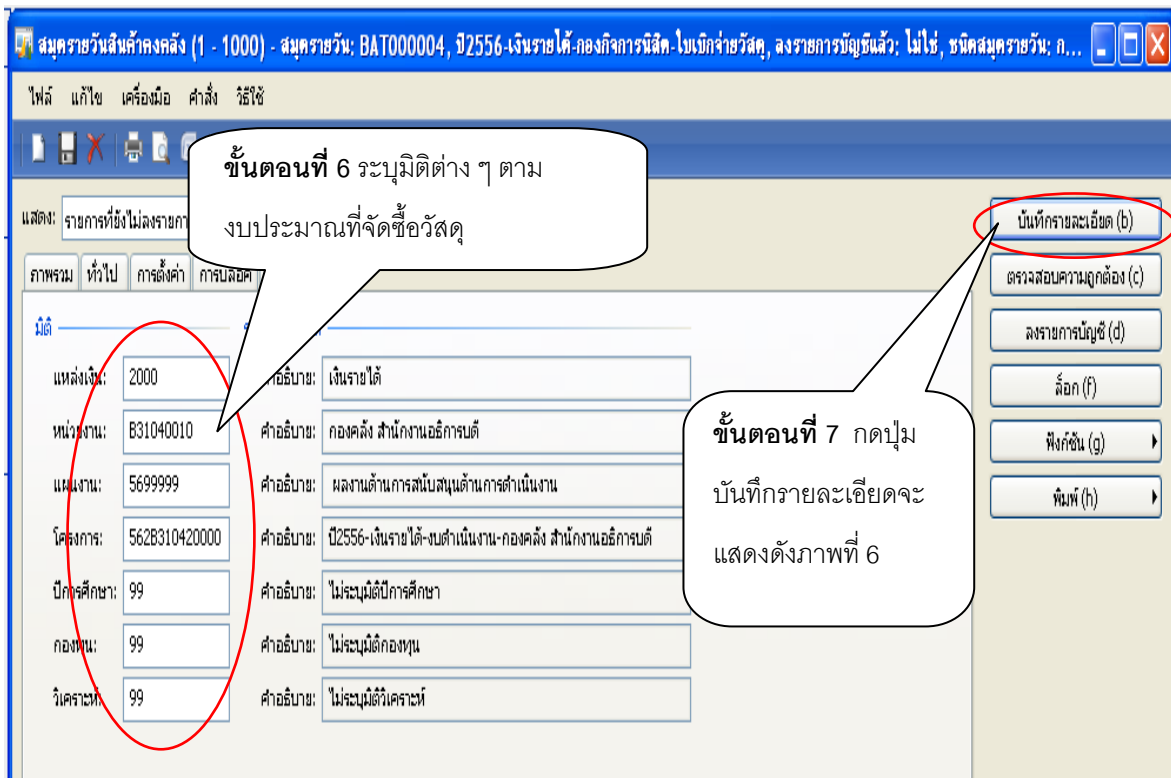 สมุดรายวันสินค้าคงคลัง (1 - 1000) - สมุดรายวัน: BAT000004, ปี2556-เงินรายได้-กองกิจการนิสิต-ใบเบิกจ่ายวัสดุ, ลงรายการบัญชีแล้ว: ไม่ใช่, ชนิดสมุดรายวัน: ก...
ไฟล์ แก้ไข เครื่องมือ คำสั่ง วิธีใช้
ขั้นตอนที่ 6 ระบุมิติต่าง ๆ ตาม
งบประมาณที่จัดซื้อวัสดุ
แสดง: รายการที่ยังไม่ลงรายกา
บันทึกรายละเอียด (b)
ภาพรวม ทั่วไป การตั้งค่า การบล็อค
ตรวจสอบความถูกต้อง (c)
มิติ
ลงรายการบัญชี (d)
แหล่งเงิน: 2000 คำอธิบาย: เงินรายได้
ล็อก (f)
หน่วยงาน: B31040010 คำอธิบาย: กองคลัง สำนักงานอธิการบดี
ฟังก์ชัน (g)
แผนงาน: 5699999 คำอธิบาย: ผลงานด้านการสนับสนุนด้านการดำเนินงาน
พิมพ์ (h)
โครงการ: 562B310420000 คำอธิบาย: ปี2556-เงินรายได้-งบดำเนินงาน-กองคลัง สำนักงานอธิการบดี
ปีการศึกษา: 99 คำอธิบาย: ไม่ระบุมิติปีการศึกษา
กองทุน: 99 คำอธิบาย: ไม่ระบุมิติกองทุน
วิเคราะห์: 99 คำอธิบาย: ไม่ระบุมิติวิเคราะห์
ขั้นตอนที่ 7 กดปุ่ม
บันทึกรายละเอียดจะ
แสดงดังภาพที่ 6